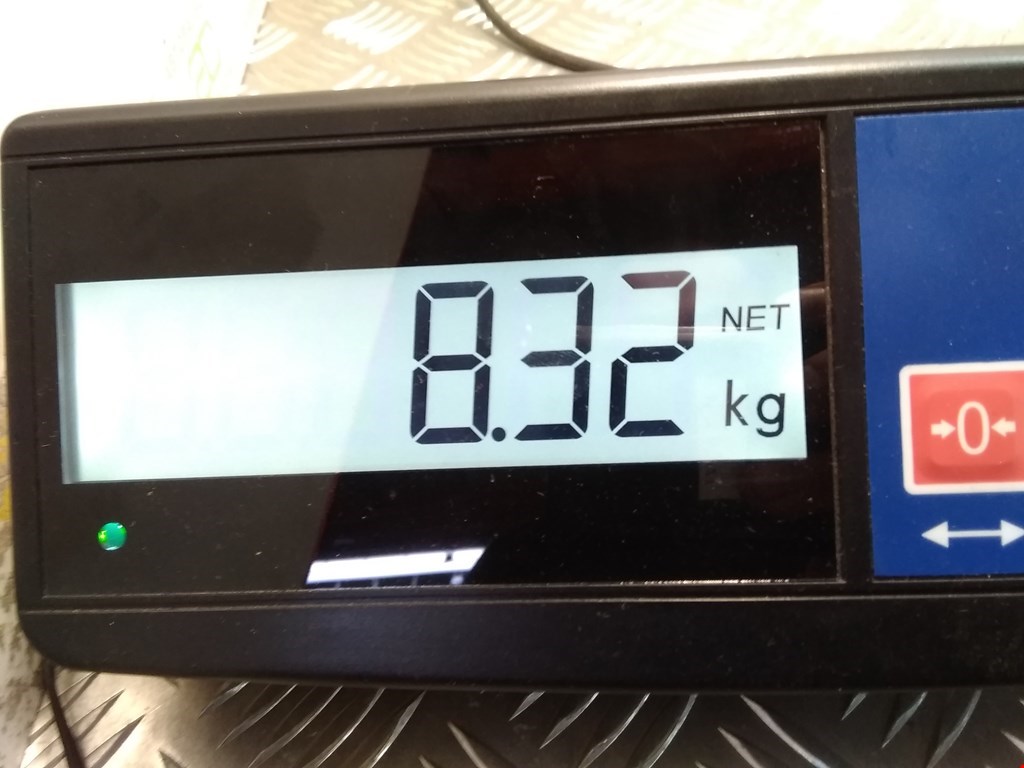 8.32 NET
kg
→0←